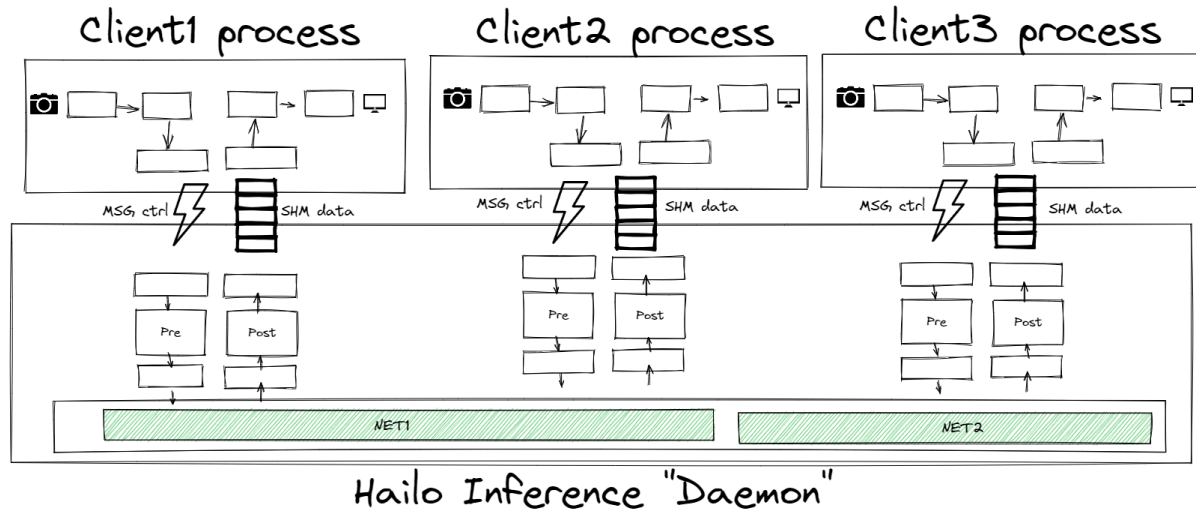 Client1 process
Client2 process
Client3 process
MSG ctrl
SHM data
MSG ctrl
SHM data
MSG ctrl
SHM data
Pre
Post
Pre
Post
Pre
Post
NET1
NET2
Hailo Inference "Daemon"